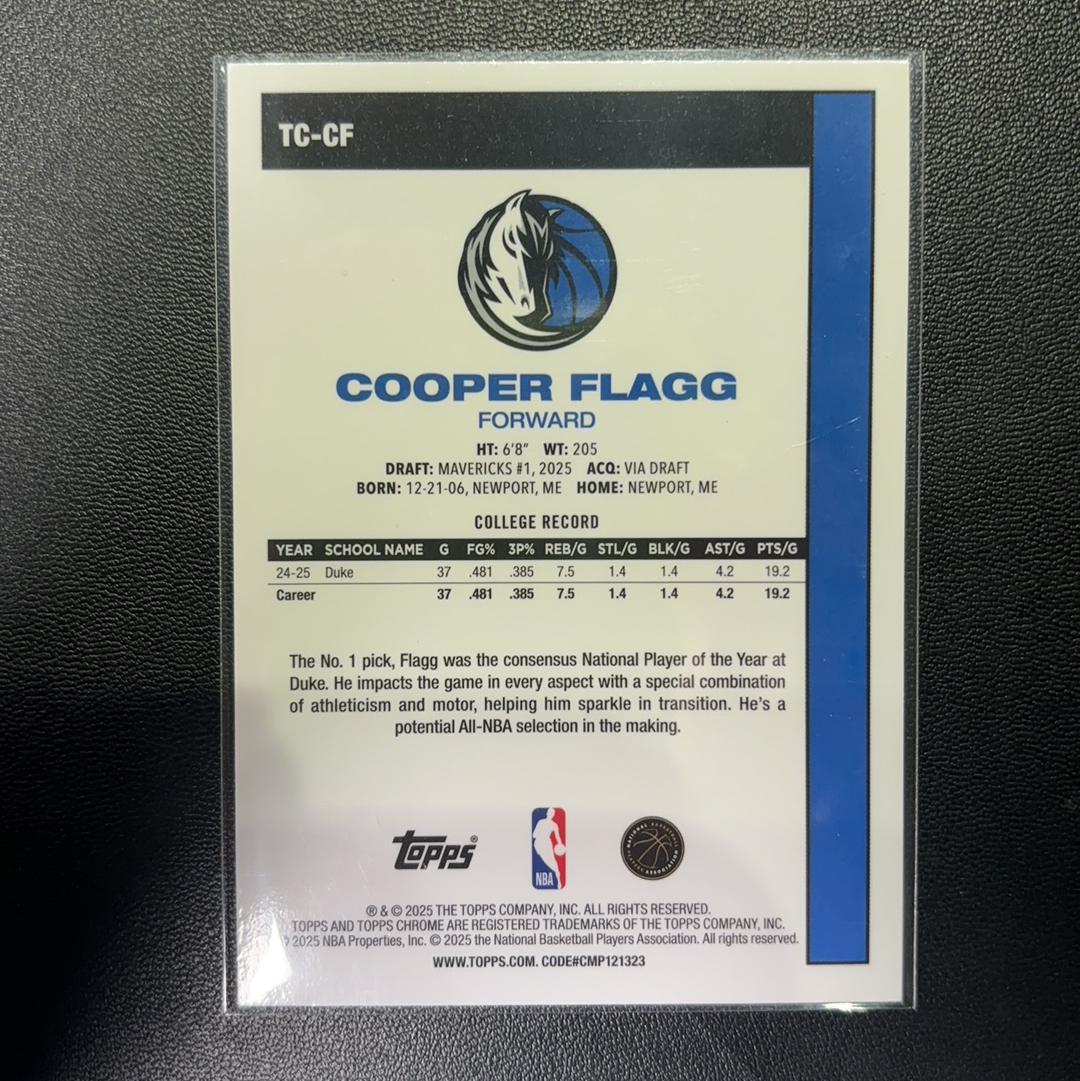 TC-CF
COOPER FLAGG
FORWARD
HT: 6'8" WT: 205
DRAFT: MAVERICKS #1, 2025 ACQ: VIA DRAFT
BORN: 12-21-06, NEWPORT, ME HOME: NEWPORT, ME
COLLEGE RECORD
YEAR SCHOOL NAME G FG% 3P% REB/G STL/G BLK/G AST/G PTS/G
24-25 Duke 37 .481 .385 7.5 1.4 1.4 4.2 19.2
Career 37 .481 .385 7.5 1.4 1.4 4.2 19.2
The No. 1 pick, Flagg was the consensus National Player of the Year at
Duke. He impacts the game in every aspect with a special combination
of athleticism and motor, helping him sparkle in transition. He's a
potential All-NBA selection in the making.
Topps®
NBA
NATIONAL BASKETBALL
ASSOCIATION
® & © 2025 THE TOPPS COMPANY, INC. ALL RIGHTS RESERVED.
TOPPS AND TOPPS CHROME ARE REGISTERED TRADEMARKS OF THE TOPPS COMPANY, INC.
2025 NBA Properties, Inc. © 2025 the National Basketball Players Association. All rights reserved.
WWW.TOPPS.COM. CODE#CMP121323